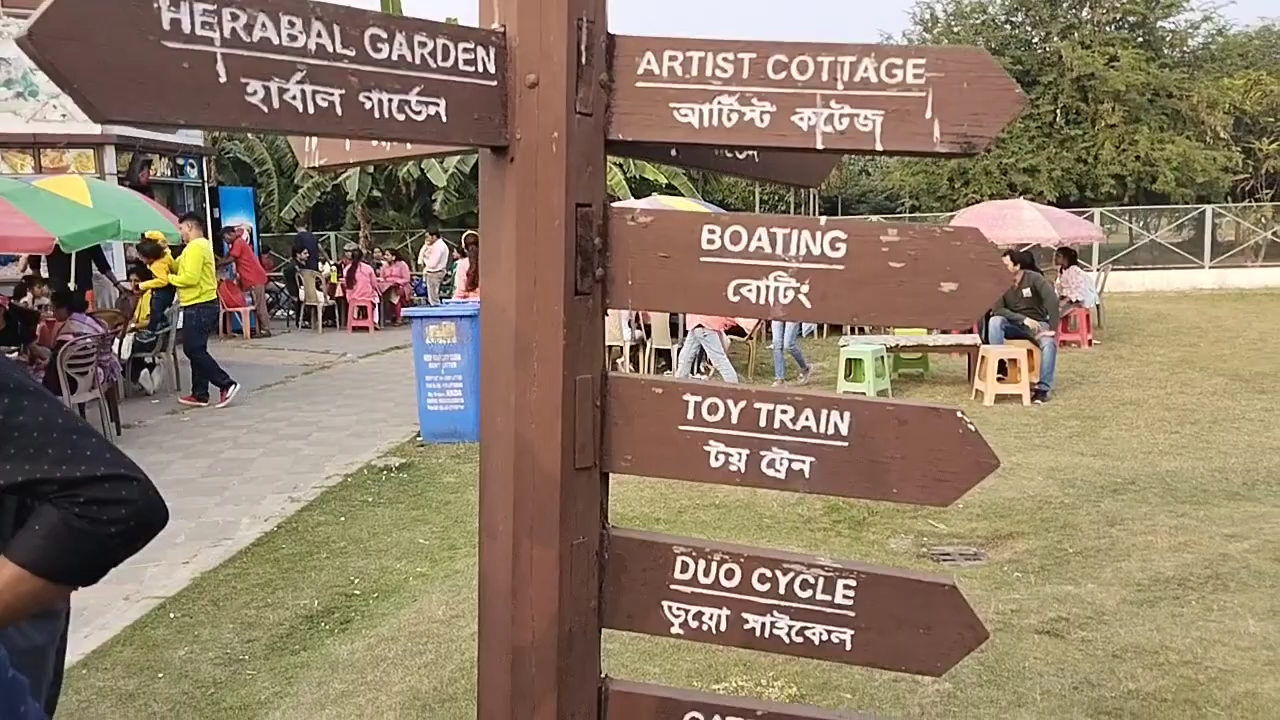 HERABAL GARDEN
হার্বাল গার্ডেন
ARTIST COTTAGE
আর্টিস্ট কটেজ
BOATING
বোটিং
TOY TRAIN
টয় ট্রেন
DUO CYCLE
ডুয়ো সাইকেল